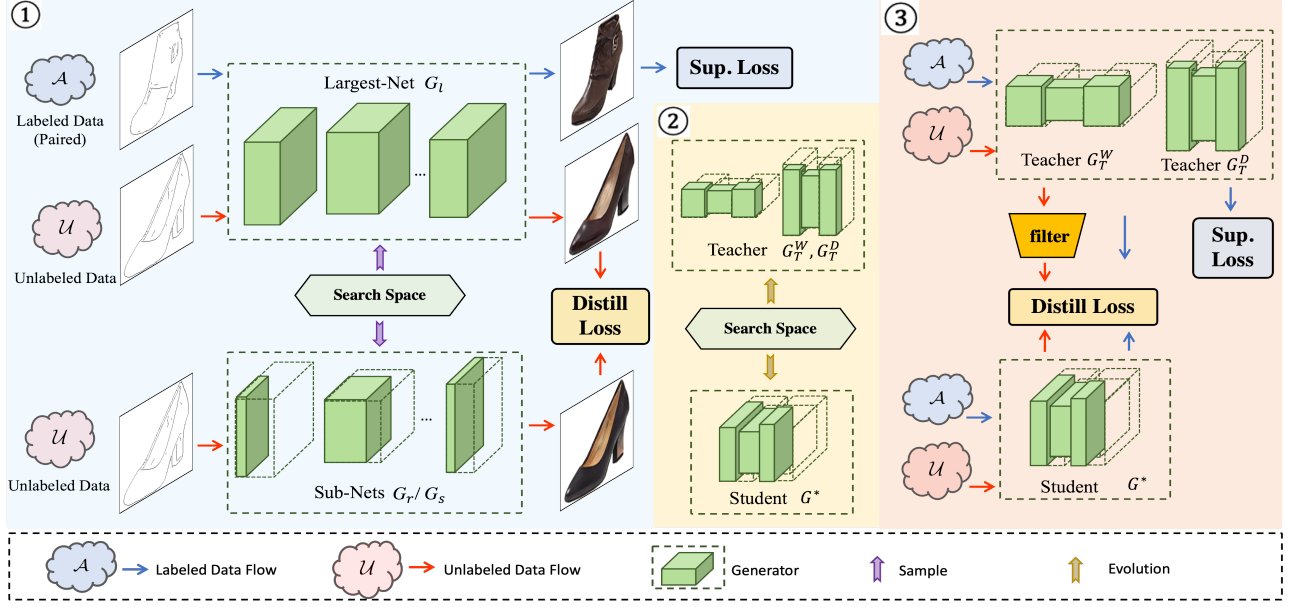 ①
𝒜
Labeled Data
(Paired)
𝒰
Unlabeled Data
𝒰
Unlabeled Data
Largest-Net G_l
...
Search Space
...
Sub-Nets G_r/ G_s
Sup. Loss
Distill
Loss
②
Teacher G_T^W , G_T^D
Search Space
Student G*
③
𝒜
𝒰
Teacher G_T^W
Teacher G_T^D
filter
Sup.
Loss
Distill Loss
𝒜
𝒰
Student G*
𝒜 Labeled Data Flow
𝒰 Unlabeled Data Flow
Generator
Sample
Evolution